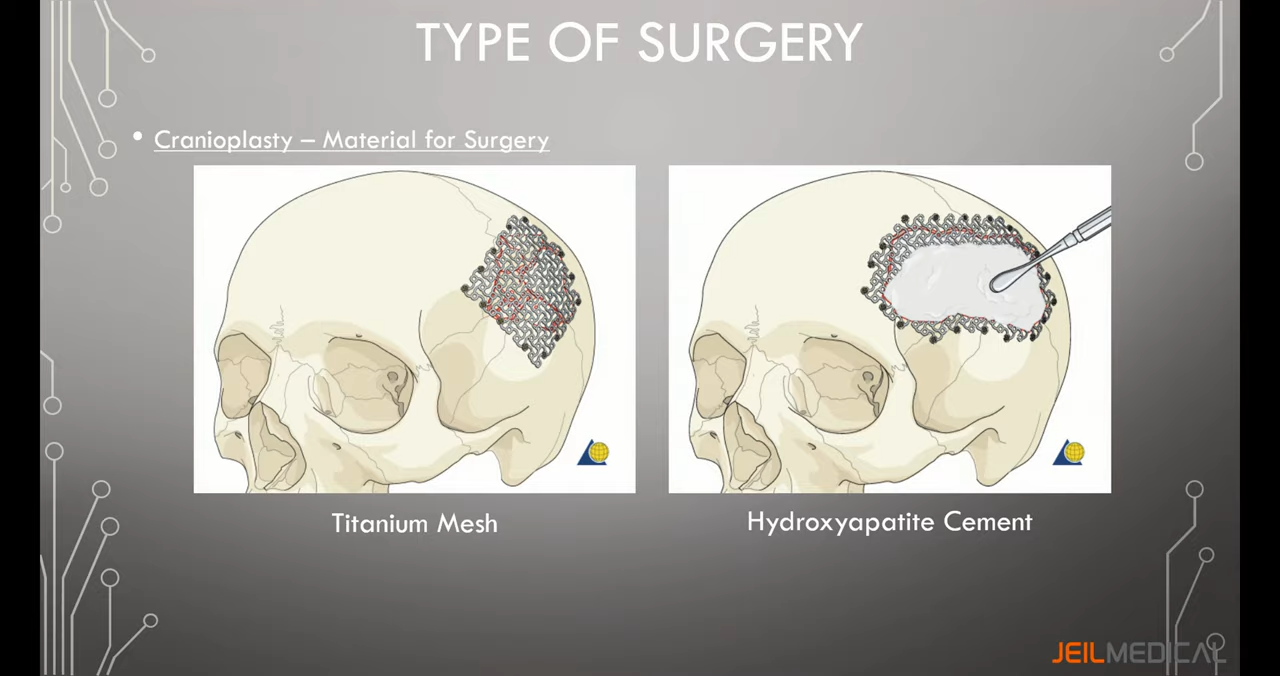 TYPE OF SURGERY
• Cranioplasty – Material for Surgery
Titanium Mesh
Hydroxyapatite Cement
JEILMEDICAL